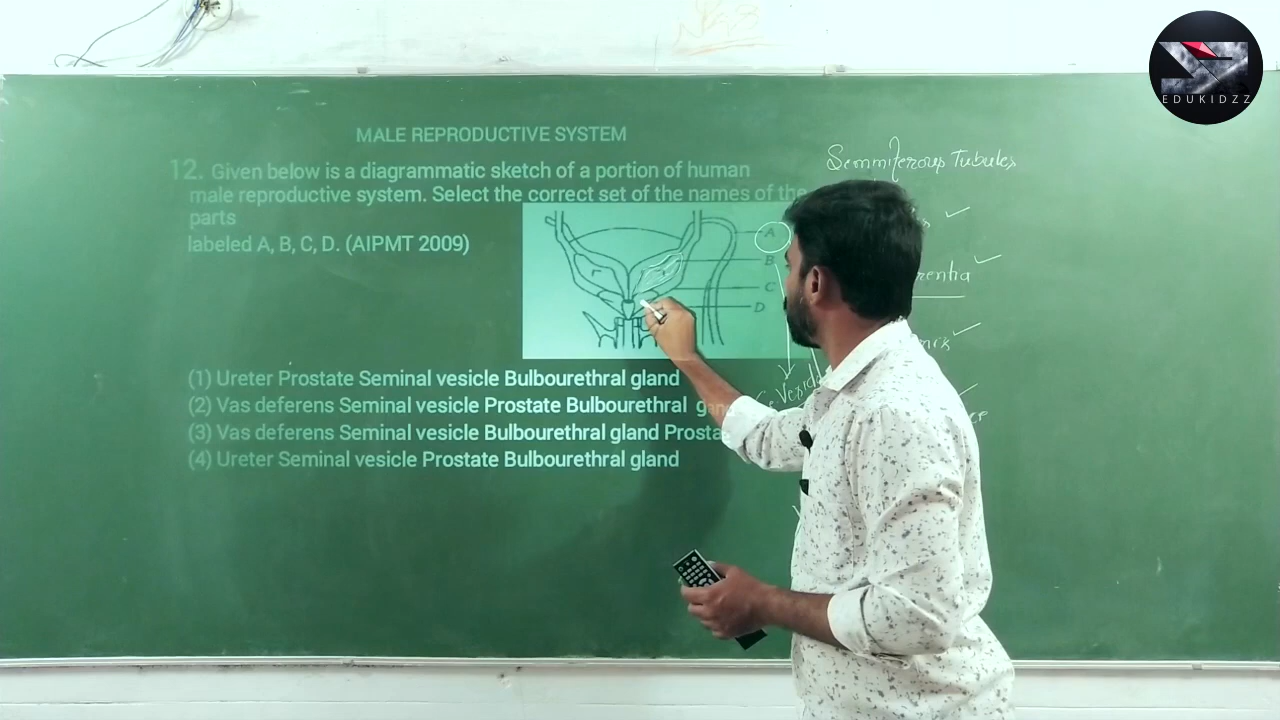 EDUKIDZZ
MALE REPRODUCTIVE SYSTEM
12. Given below is a diagrammatic sketch of a portion of human
male reproductive system. Select the correct set of the names of the
parts
labeled A, B, C, D. (AIPMT 2009)
A
B
C
D
(1) Ureter Prostate Seminal vesicle Bulbourethral gland
(2) Vas deferens Seminal vesicle Prostate Bulbourethral
(3) Vas deferens Seminal vesicle Bulbourethral gland
(4) Ureter Seminal vesicle Prostate Bulbourethral gland
Semmiferous Tubules